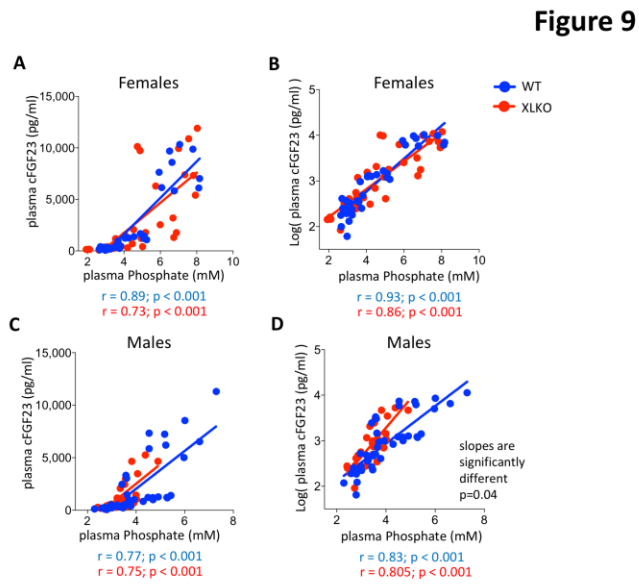 Figure 9
A
Females
plasma cFGF23 (pg/ml)
15,000
10,000
5,000
0
2 4 6 8 10
plasma Phosphate (mM)
r = 0.89; p < 0.001
r = 0.73; p < 0.001
B
Females
Log( plasma cFGF23 (pg/ml) )
5
4
3
2
2 4 6 8 10
plasma Phosphate (mM)
r = 0.93; p < 0.001
r = 0.86; p < 0.001
WT
XLKO
C
Males
plasma cFGF23 (pg/ml)
15,000
10,000
5,000
0
2 4 6 8
plasma Phosphate (mM)
r = 0.77; p < 0.001
r = 0.75; p < 0.001
D
Males
Log( plasma cFGF23 (pg/ml) )
5
4
3
2
2 4 6 8
plasma Phosphate (mM)
slopes are
significantly
different
p=0.04
r = 0.83; p < 0.001
r = 0.805; p < 0.001